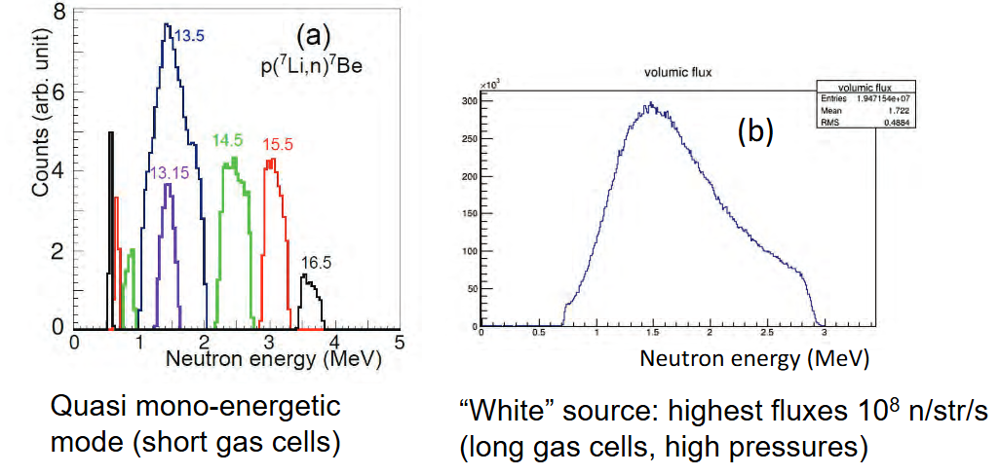 8
6
4
2
0
Counts (arb. unit)
(a)
p(⁷Li,n)⁷Be
13.5
13.15
14.5
15.5
16.5
0 1 2 3 4 5
Neutron energy (MeV)
Quasi mono-energetic
mode (short gas cells)
volumic flux
×10³
300
250
200
150
100
50
0
(b)
volumic flux
Entries 1.947154e+07
Mean 1.722
RMS 0.4884
0 0.5 1 1.5 2 2.5 3
Neutron energy (MeV)
“White” source: highest fluxes 10⁸ n/str/s
(long gas cells, high pressures)